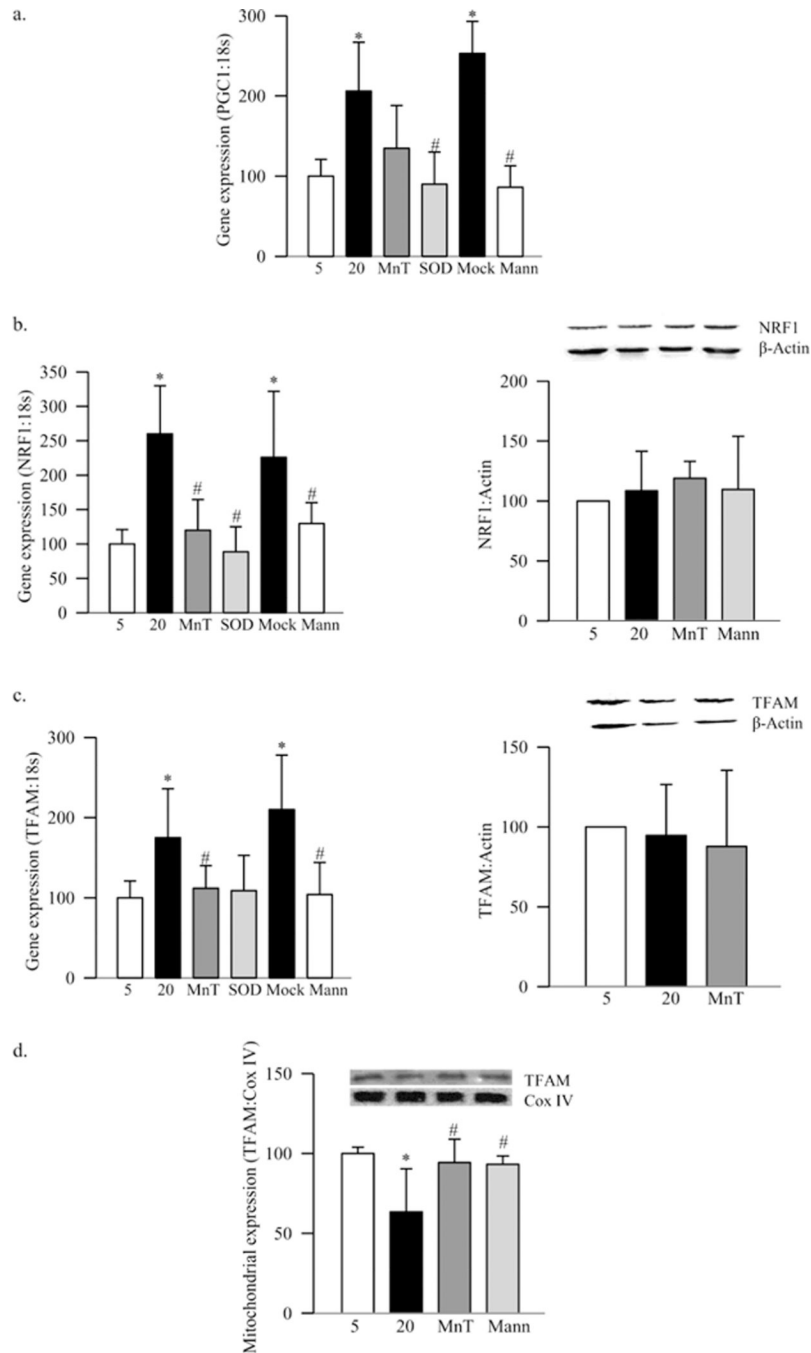 a.
Gene expression (PGC1:18s)
300
200
100
0
*
*
#
#
5 20 MnT SOD Mock Mann
b.
Gene expression (NRF1:18s)
350
300
250
200
150
100
50
0
*
*
#
#
#
5 20 MnT SOD Mock Mann
NRF1
β-Actin
NRF1:Actin
200
150
100
50
0
5 20 MnT Mann
c.
Gene expression (TFAM:18s)
300
200
100
0
*
*
#
#
5 20 MnT SOD Mock Mann
TFAM
β-Actin
TFAM:Actin
150
100
50
0
5 20 MnT
d.
Mitochondrial expression (TFAM:Cox IV)
150
100
50
0
TFAM
Cox IV
*
#
#
5 20 MnT Mann